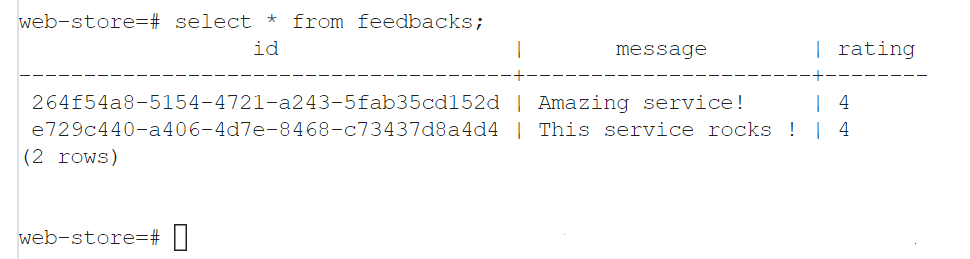 web-store=# select * from feedbacks;
id | message | rating
--------------------------------------+----------------------+--------
264f54a8-5154-4721-a243-5fab35cd152d | Amazing service! | 4
e729c440-a406-4d7e-8468-c73437d8a4d4 | This service rocks ! | 4
(2 rows)
web-store=#